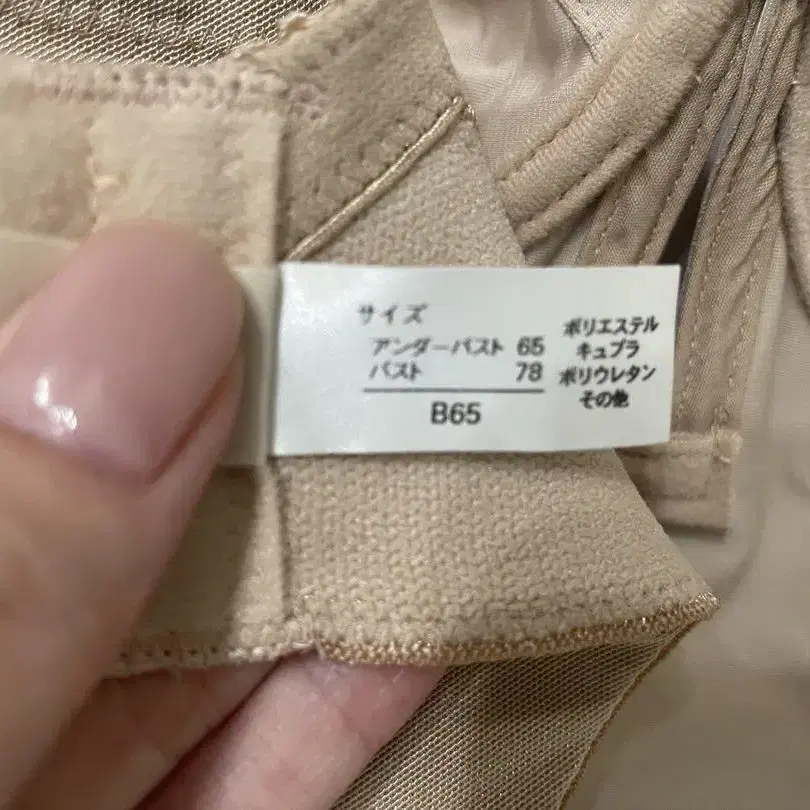 サイズ
アンダーバスト 65
バスト 78
B65
ポリエステル
キュプラ
ポリウレタン
その他